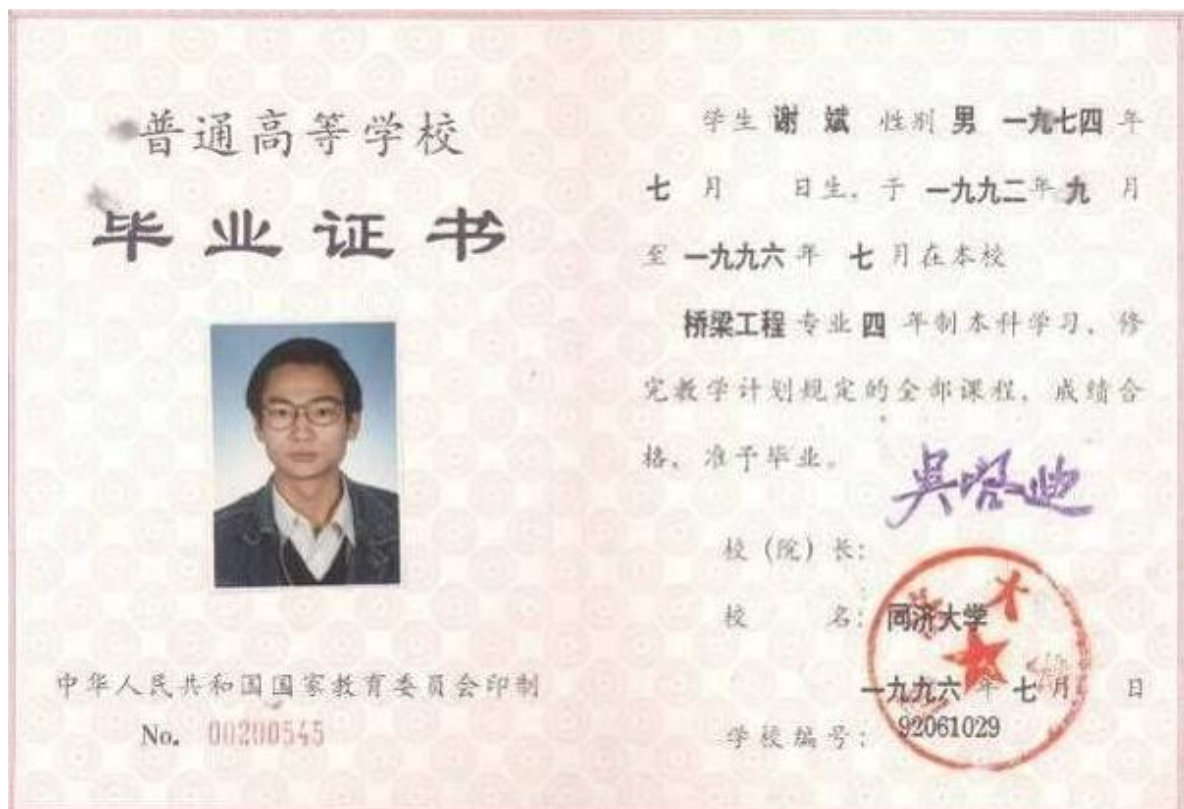 普通高等学校
毕业证书
中华人民共和国国家教育委员会印制
No. 00200545
学生 谢 斌 性别 男 一九七四 年
七 月 日生, 于 一九九二 年 九 月
至 一九九六 年 七 月在本校
桥梁工程 专业 四 年制本科学习, 修
完教学计划规定的全部课程, 成绩合
格, 准予毕业。
校 (院) 长:
校 名: 同济大学
一九九六 年 七 月 日
学校编号: 92061029